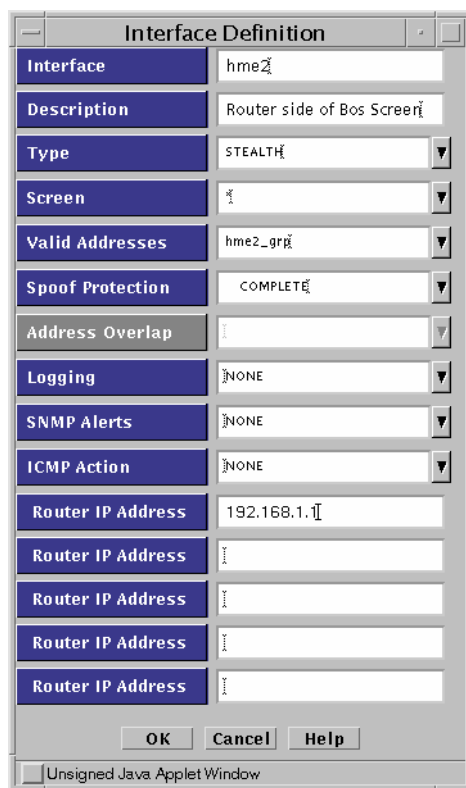 Interface Definition
Interface hme2
Description Router side of Bos Screen
Type STEALTH
Screen *
Valid Addresses hme2_grp
Spoof Protection COMPLETE
Address Overlap
Logging NONE
SNMP Alerts NONE
ICMP Action NONE
Router IP Address 192.168.1.1
Router IP Address
Router IP Address
Router IP Address
Router IP Address
OK Cancel Help
Unsigned Java Applet Window